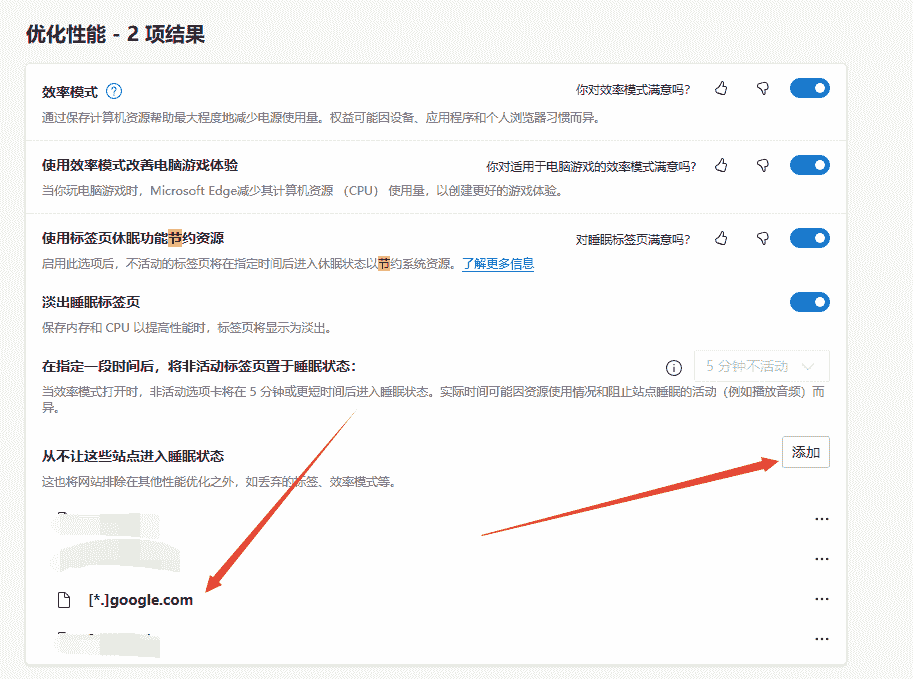 优化性能 - 2 项结果
效率模式 ? 你对效率模式满意吗?
通过保存计算机资源帮助最大程度地减少电源使用量。权益可能因设备、应用程序和个人浏览器习惯而异。
使用效率模式改善电脑游戏体验 你对适用于电脑游戏的效率模式满意吗?
当你玩电脑游戏时，Microsoft Edge减少其计算机资源 （CPU） 使用量，以创建更好的游戏体验。
使用标签页休眠功能节约资源 对睡眠标签页满意吗?
启用此选项后，不活动的标签页将在指定时间后进入休眠状态以节约系统资源。了解更多信息
淡出睡眠标签页
保存内存和 CPU 以提高性能时，标签页将显示为淡出。
在指定一段时间后，将非活动标签页置于睡眠状态： 5 分钟不活动
当效率模式打开时，非活动选项卡将在 5 分钟或更短时间后进入睡眠状态。实际时间可能因资源使用情况和阻止站点睡眠的活动（例如播放音频）而
异。
从不让这些站点进入睡眠状态 添加
这也将网站排除在其他性能优化之外，如丢弃的标签、效率模式等。
[*.]google.com